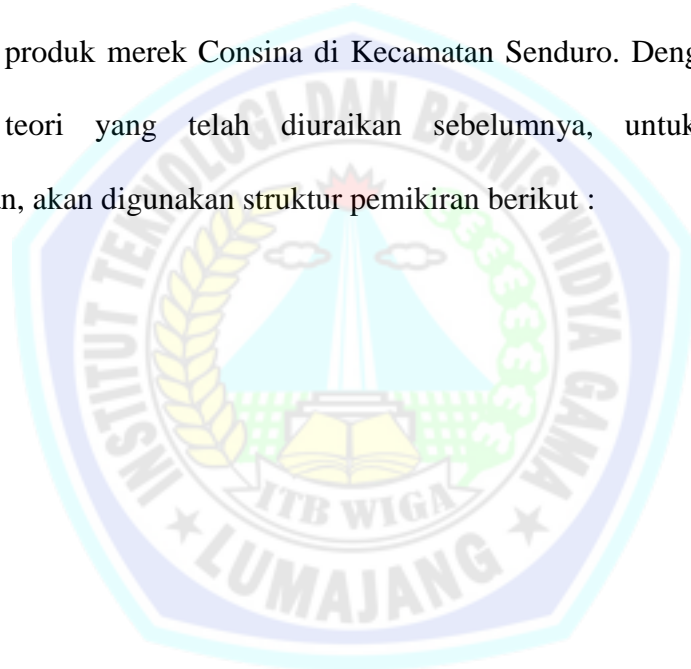 produk merek Consina di Kecamatan Senduro.
teori yang telah diuraikan sebelumnya, untuk
akan digunakan struktur pemikiran berikut :
INSTITUT TEKNOLOGI DAN BISNIS WIDYA GAMA
ITB WIGA
LUMAJANG